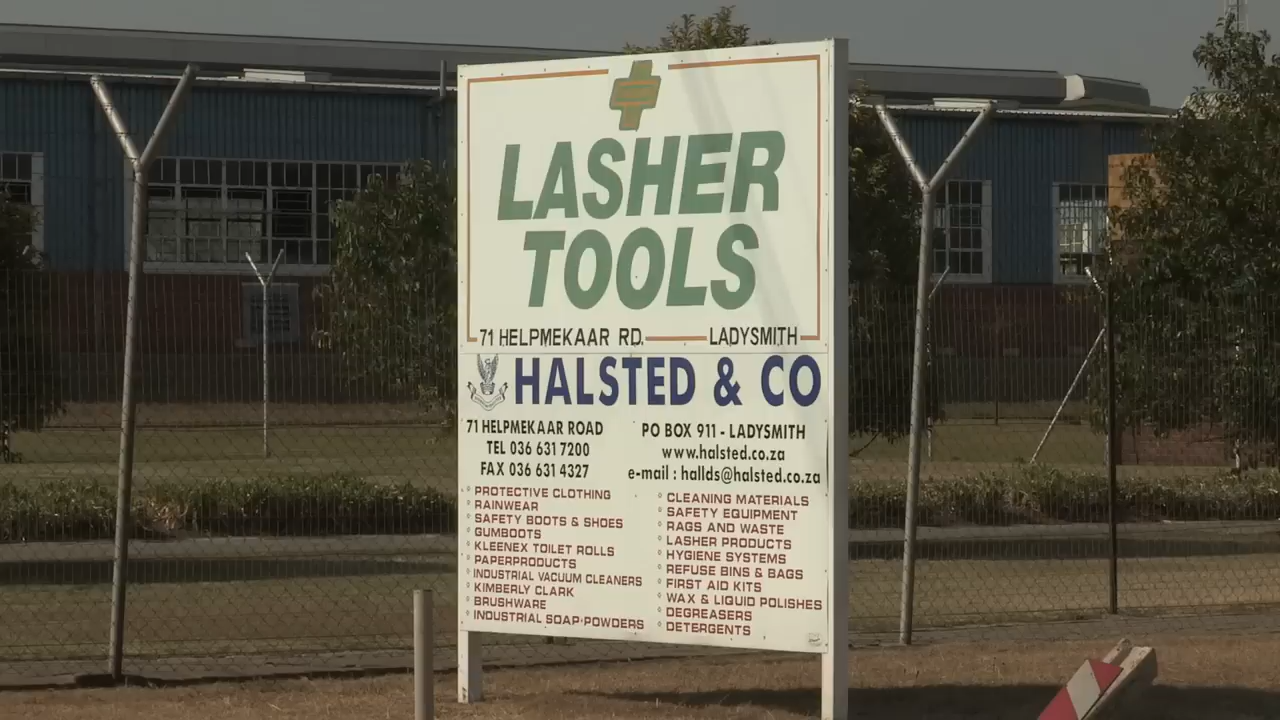 LASHER
TOOLS
71 HELPMEKAAR RD. LADYSMITH
HALSTED & CO
71 HELPMEKAAR ROAD
TEL 036 631 7200
FAX 036 631 4327
PO BOX 911 - LADYSMITH
www.halsted.co.za
e-mail : hallds@halsted.co.za
PROTECTIVE CLOTHING
RAINWEAR
SAFETY BOOTS & SHOES
GUMBOOTS
KLEENEX TOILET ROLLS
PAPERPRODUCTS
INDUSTRIAL VACUUM CLEANERS
KIMBERLY CLARK
BRUSHWARE
INDUSTRIAL SOAP-POWDERS
CLEANING MATERIALS
SAFETY EQUIPMENT
RAGS AND WASTE
LASHER PRODUCTS
HYGIENE SYSTEMS
REFUSE BINS & BAGS
FIRST AID KITS
WAX & LIQUID POLISHES
DEGREASERS
DETERGENTS